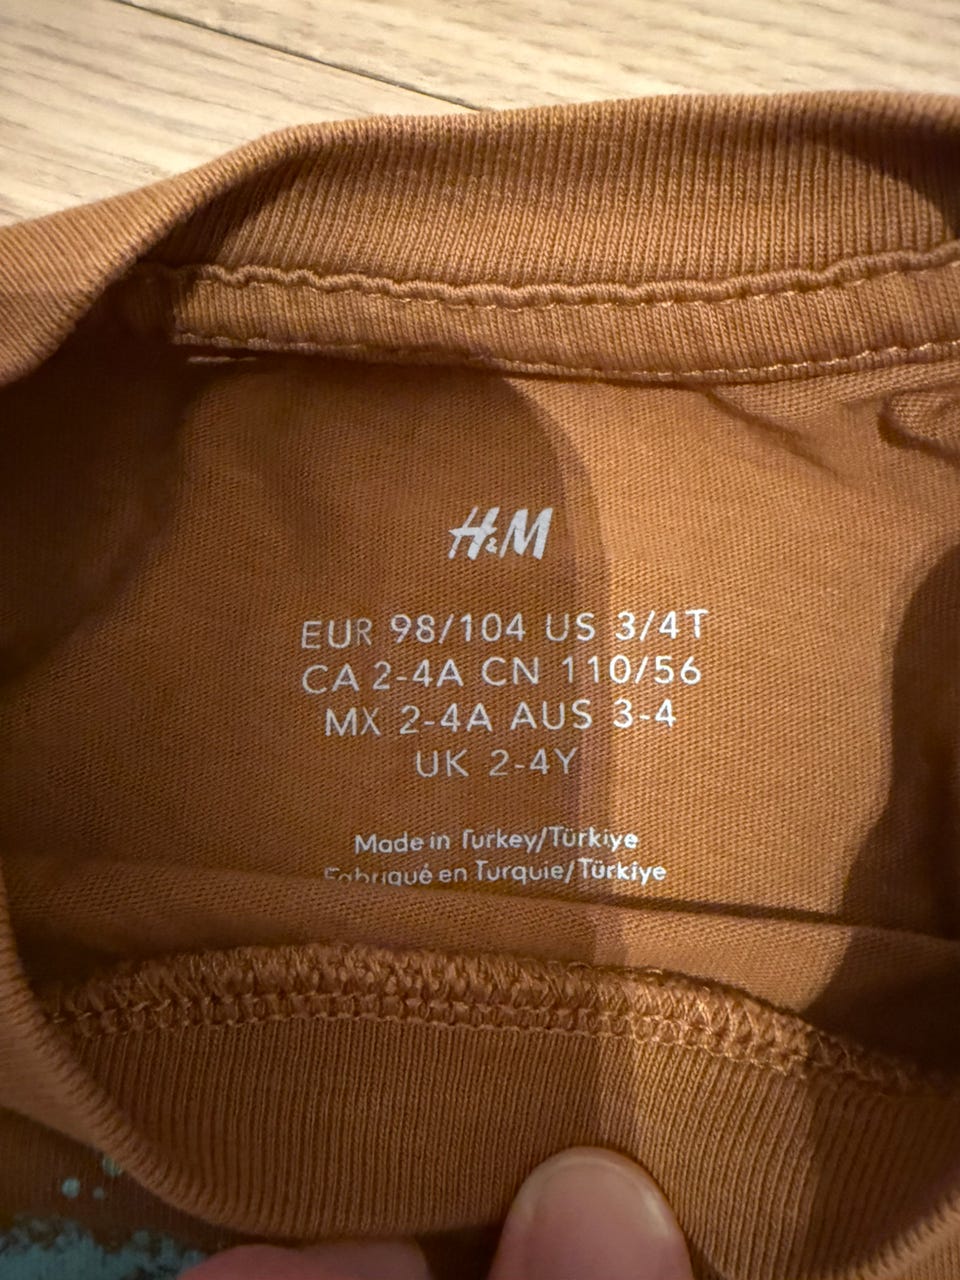 H&M
EUR 98/104 US 3/4T
CA 2-4A CN 110/56
MX 2-4A AUS 3-4
UK 2-4Y
Made in Turkey/Türkiye
Fabriqué en Turquie/Türkiye